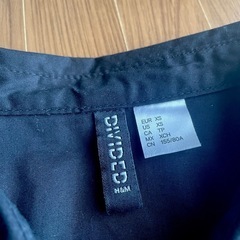 DIVIDED
H&M
EUR XS
US XS
CA TP
MX XCH
CN 155/80A